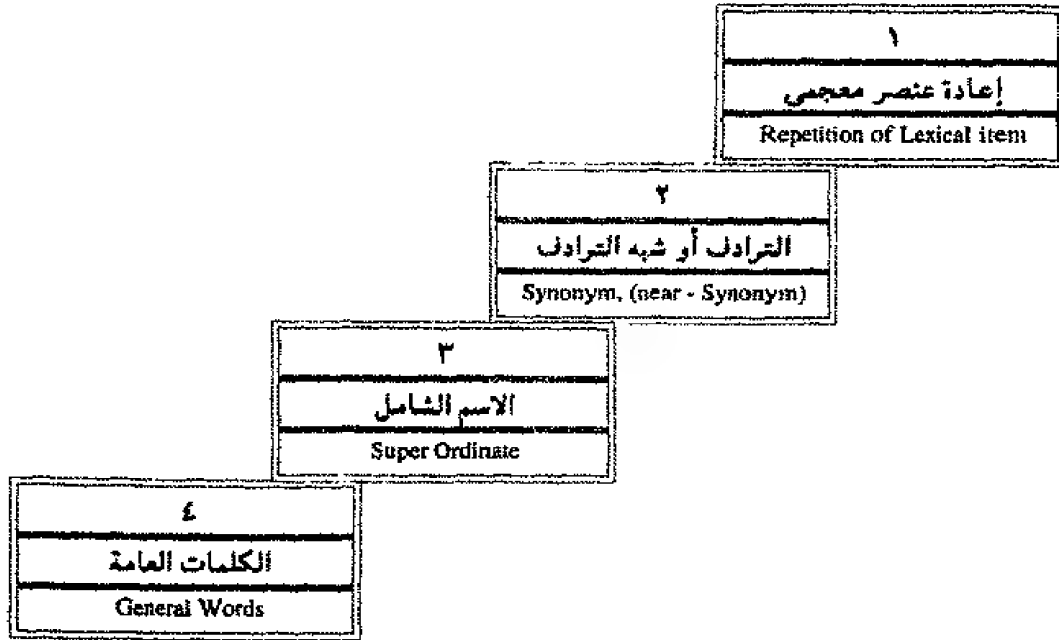 ١
إعادة عنصر معجمي
Repetition of Lexical item
٢
الترادف أو شبه الترادف
Synonym, (near - Synonym)
٣
الاسم الشامل
Super Ordinate
٤
الكلمات العامة
General Words